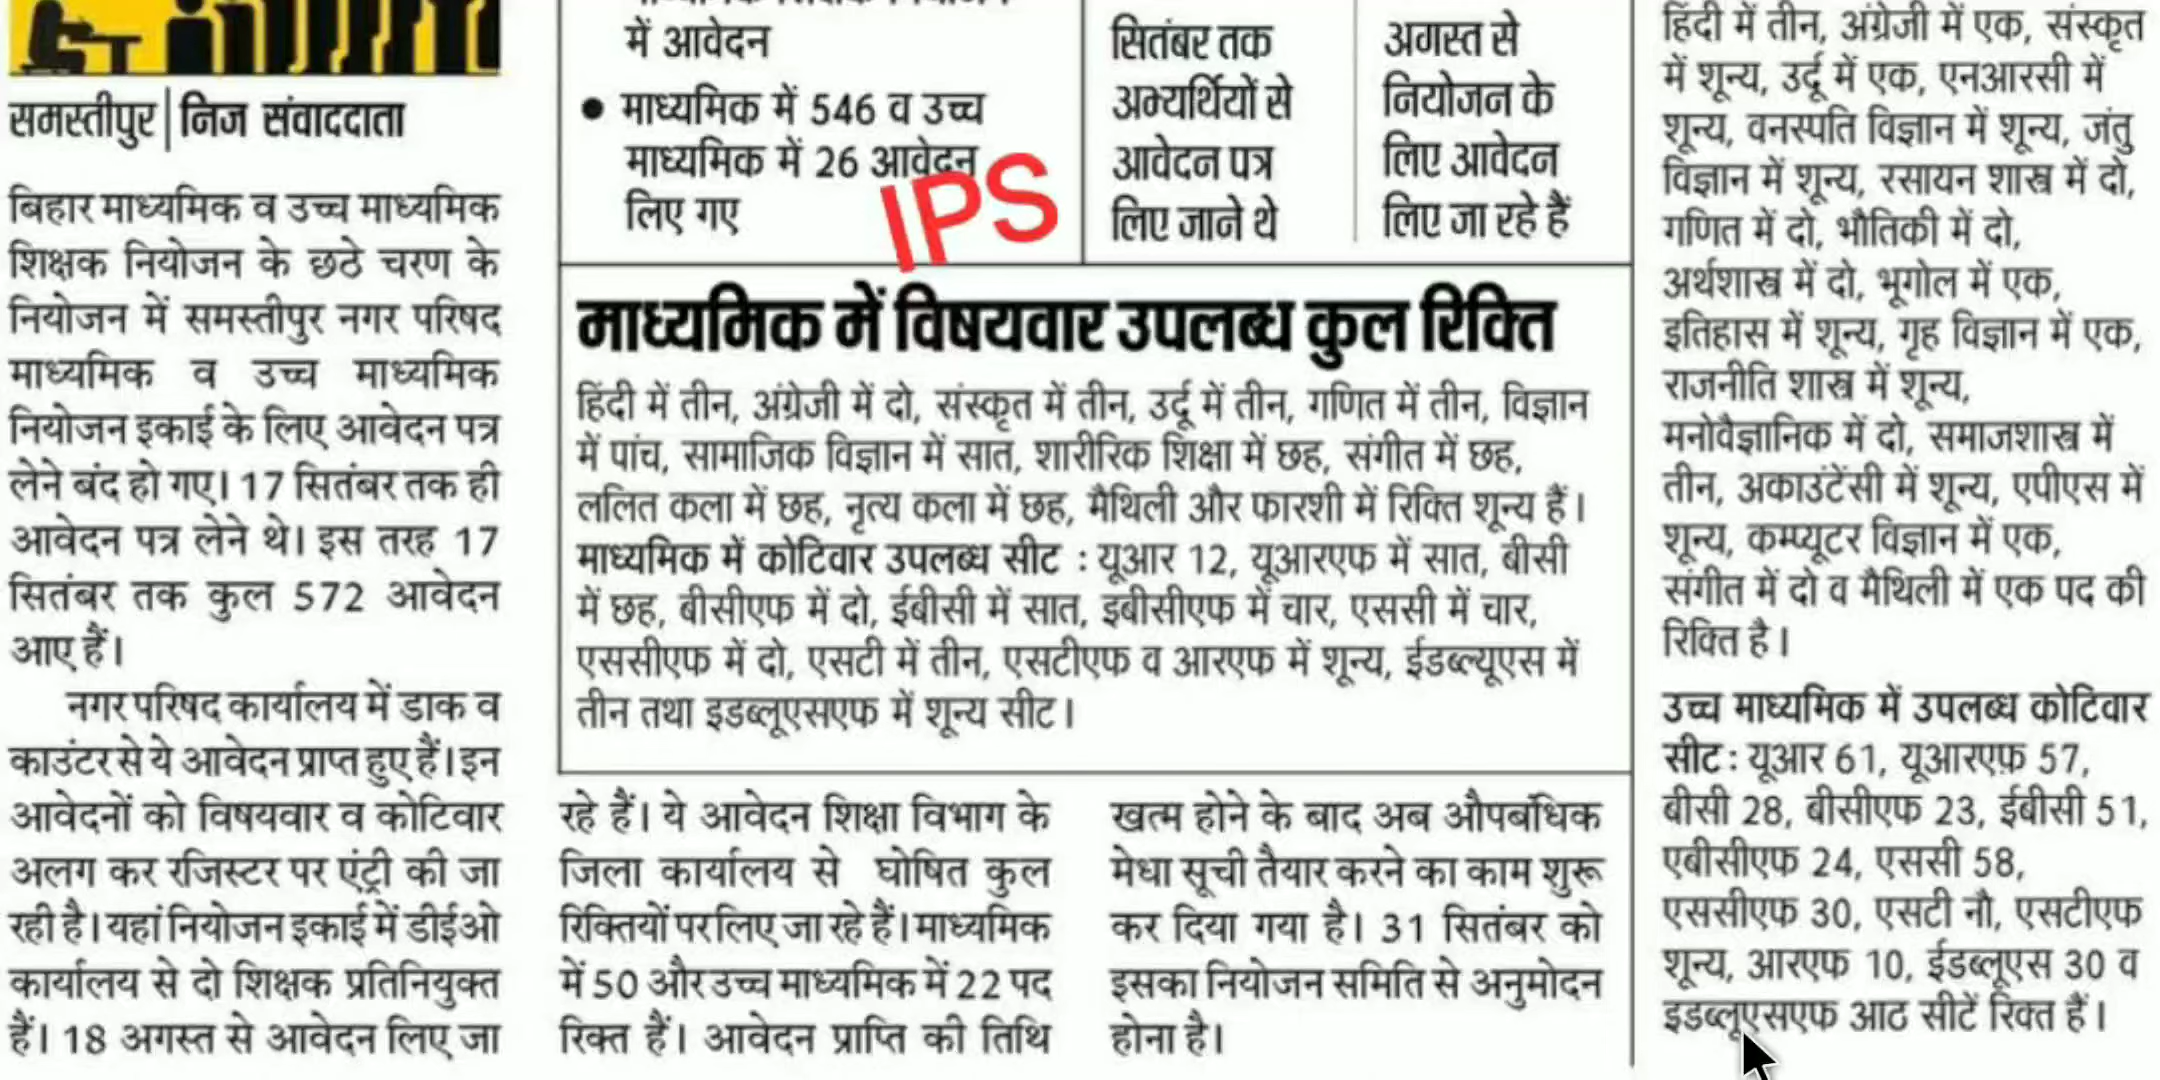 समस्तीपुर | निज संवाददाता
बिहार माध्यमिक व उच्च माध्यमिक
शिक्षक नियोजन के छठे चरण के
नियोजन में समस्तीपुर नगर परिषद
माध्यमिक व उच्च माध्यमिक
नियोजन इकाई के लिए आवेदन पत्र
लेने बंद हो गए। 17 सितंबर तक ही
आवेदन पत्र लेने थे। इस तरह 17
सितंबर तक कुल 572 आवेदन
आए हैं।
नगर परिषद कार्यालय में डाक व
काउंटर से ये आवेदन प्राप्त हुए हैं। इन
आवेदनों को विषयवार व कोटिवार
अलग कर रजिस्टर पर एंट्री की जा
रही है। यहां नियोजन इकाई में डीईओ
कार्यालय से दो शिक्षक प्रतिनियुक्त
हैं। 18 अगस्त से आवेदन लिए जा
में आवेदन
● माध्यमिक में 546 व उच्च
माध्यमिक में 26 आवेदन
लिए गए
IPS
सितंबर तक
अभ्यर्थियों से
आवेदन पत्र
लिए जाने थे
अगस्त से
नियोजन के
लिए आवेदन
लिए जा रहे हैं
माध्यमिक में विषयवार उपलब्ध कुल रिक्ति
हिंदी में तीन, अंग्रेजी में दो, संस्कृत में तीन, उर्दू में तीन, गणित में तीन, विज्ञान
में पांच, सामाजिक विज्ञान में सात, शारीरिक शिक्षा में छह, संगीत में छह,
ललित कला में छह, नृत्य कला में छह, मैथिली और फारशी में रिक्ति शून्य हैं।
माध्यमिक में कोटिवार उपलब्ध सीट : यूआर 12, यूआरएफ में सात, बीसी
में छह, बीसीएफ में दो, ईबीसी में सात, इबीसीएफ में चार, एससी में चार,
एससीएफ में दो, एसटी में तीन, एसटीएफ व आरएफ में शून्य, ईडब्ल्यूएस में
तीन तथा इडब्लूएसएफ में शून्य सीट।
रहे हैं। ये आवेदन शिक्षा विभाग के
जिला कार्यालय से घोषित कुल
रिक्तियों पर लिए जा रहे हैं। माध्यमिक
में 50 और उच्च माध्यमिक में 22 पद
रिक्त हैं। आवेदन प्राप्ति की तिथि
खत्म होने के बाद अब औपबंधिक
मेधा सूची तैयार करने का काम शुरू
कर दिया गया है। 31 सितंबर को
इसका नियोजन समिति से अनुमोदन
होना है।
हिंदी में तीन, अंग्रेजी में एक, संस्कृत
में शून्य, उर्दू में एक, एनआरसी में
शून्य, वनस्पति विज्ञान में शून्य, जंतु
विज्ञान में शून्य, रसायन शास्त्र में दो,
गणित में दो, भौतिकी में दो,
अर्थशास्त्र में दो, भूगोल में एक,
इतिहास में शून्य, गृह विज्ञान में एक,
राजनीति शास्त्र में शून्य,
मनोवैज्ञानिक में दो, समाजशास्त्र में
तीन, अकाउंटेंसी में शून्य, एपीएस में
शून्य, कम्प्यूटर विज्ञान में एक,
संगीत में दो व मैथिली में एक पद की
रिक्ति है।
उच्च माध्यमिक में उपलब्ध कोटिवार
सीट: यूआर 61, यूआरएफ़ 57,
बीसी 28, बीसीएफ 23, ईबीसी 51,
एबीसीएफ 24, एससी 58,
एससीएफ 30, एसटी नौ, एसटीएफ
शून्य, आरएफ 10, ईडब्लूएस 30 व
इडब्लूएसएफ आठ सीटें रिक्त हैं।